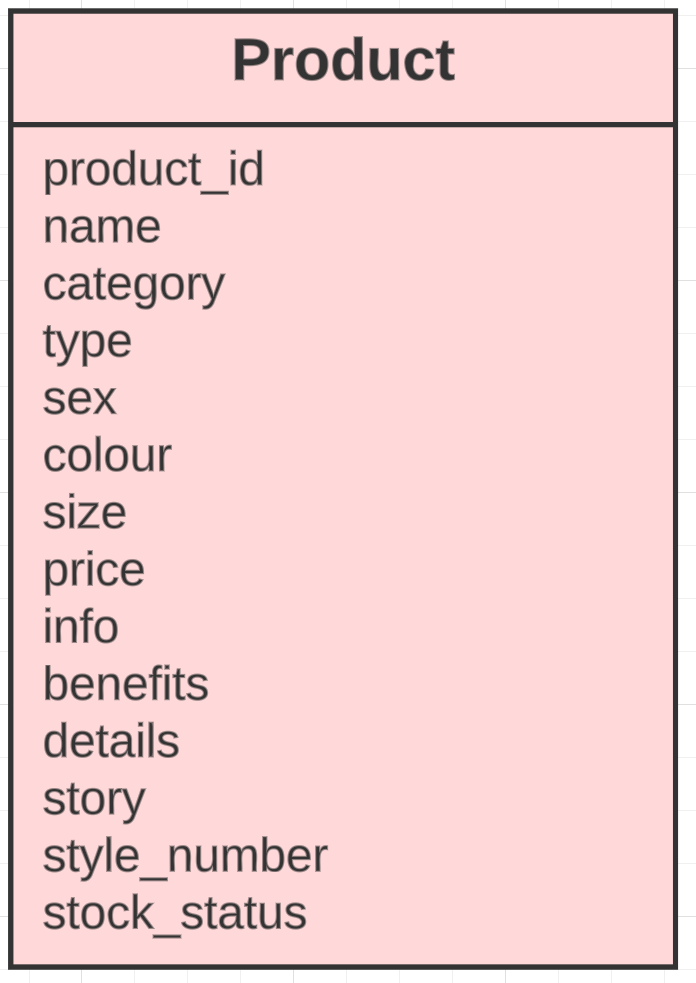 Product
product_id
name
category
type
sex
colour
size
price
info
benefits
details
story
style_number
stock_status